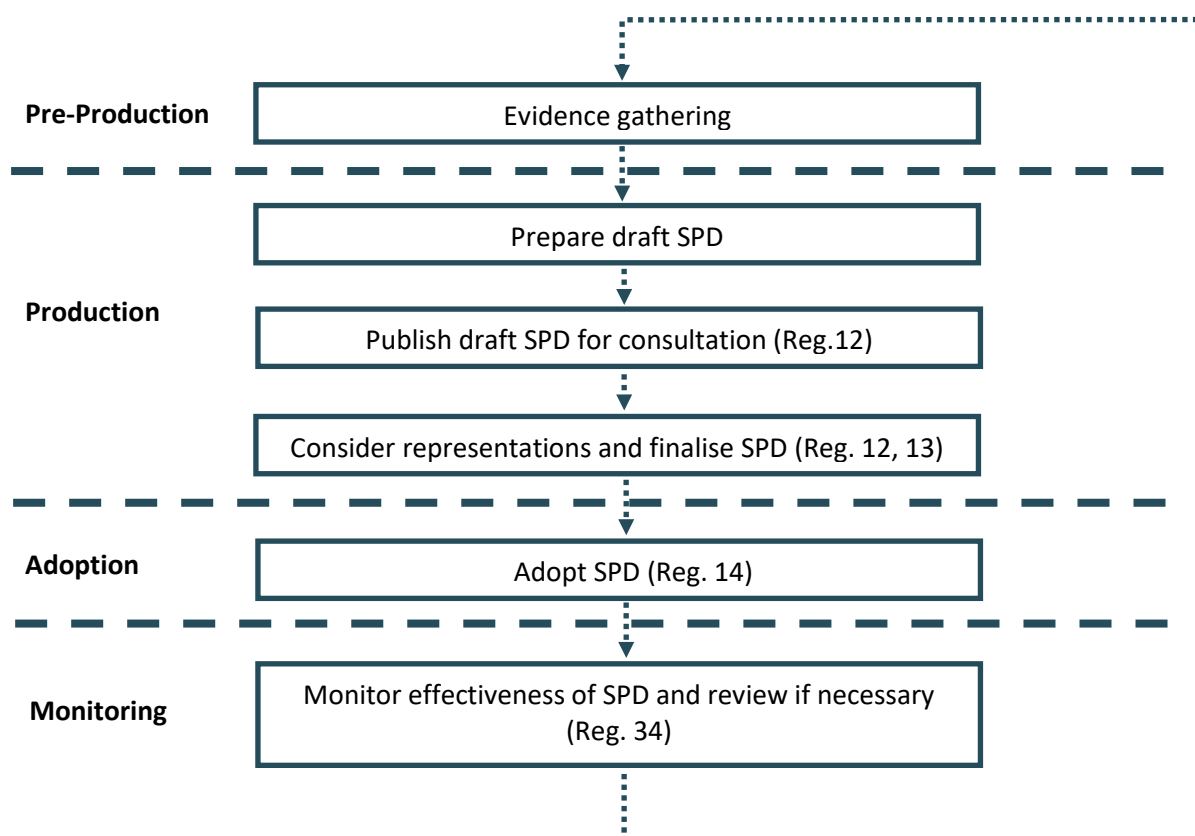 Pre-Production
Evidence gathering
Prepare draft SPD
Production
Publish draft SPD for consultation (Reg.12)
Consider representations and finalise SPD (Reg. 12, 13)
Adoption
Adopt SPD (Reg. 14)
Monitoring
Monitor effectiveness of SPD and review if necessary
(Reg. 34)